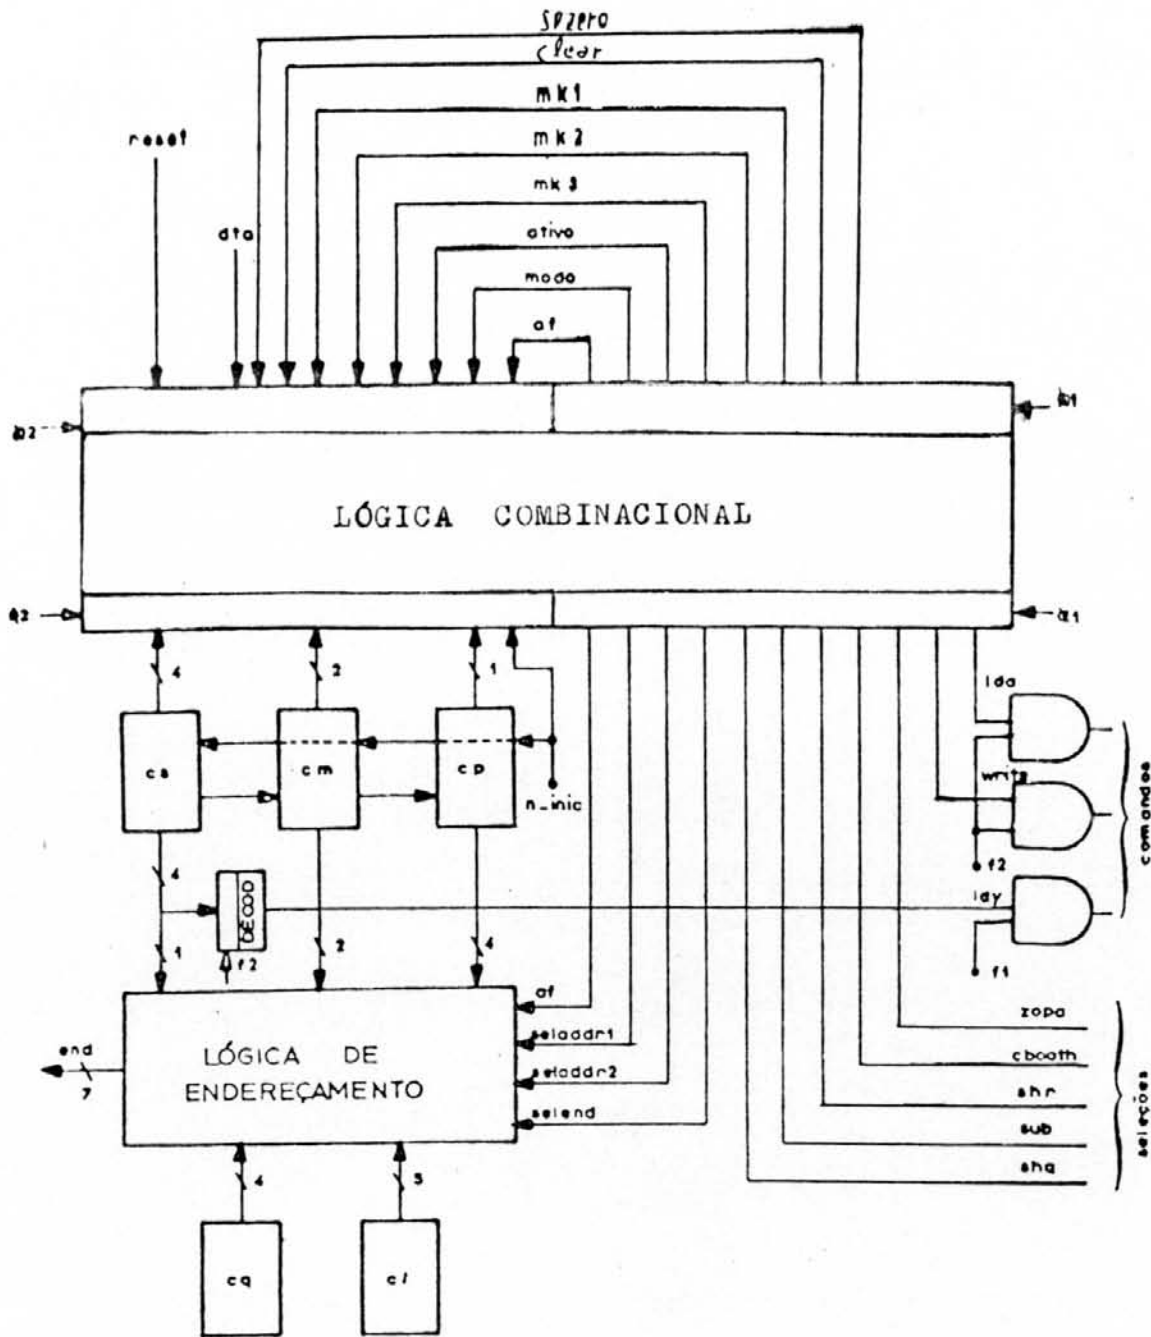 spzero
clear
mk1
reset
mk2
mk3
dta
ativo
modo
af
LÓGICA COMBINACIONAL
4
2
1
lda
cs
cm
cp
n_inic
write
comandos
f2
4
DECOD
ldy
1
f2
2
4
f1
af
zopa
end
7
LÓGICA DE
ENDEREÇAMENTO
seladdr1
seladdr2
selend
cbooth
shr
sub
shq
seleções
4
5
cq
cl